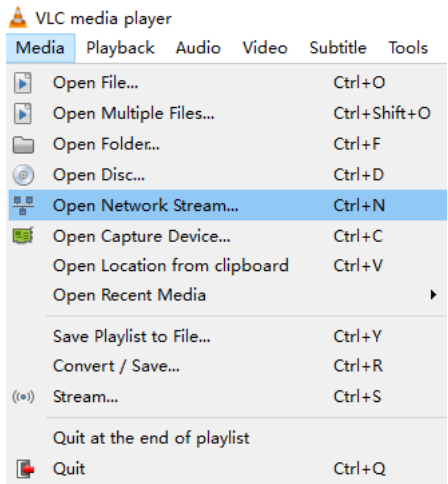 VLC media player
Media Playback Audio Video Subtitle Tools
Open File... Ctrl+O
Open Multiple Files... Ctrl+Shift+O
Open Folder... Ctrl+F
Open Disc... Ctrl+D
Open Network Stream... Ctrl+N
Open Capture Device... Ctrl+C
Open Location from clipboard Ctrl+V
Open Recent Media
Save Playlist to File... Ctrl+Y
Convert / Save... Ctrl+R
Stream... Ctrl+S
Quit at the end of playlist
Quit Ctrl+Q